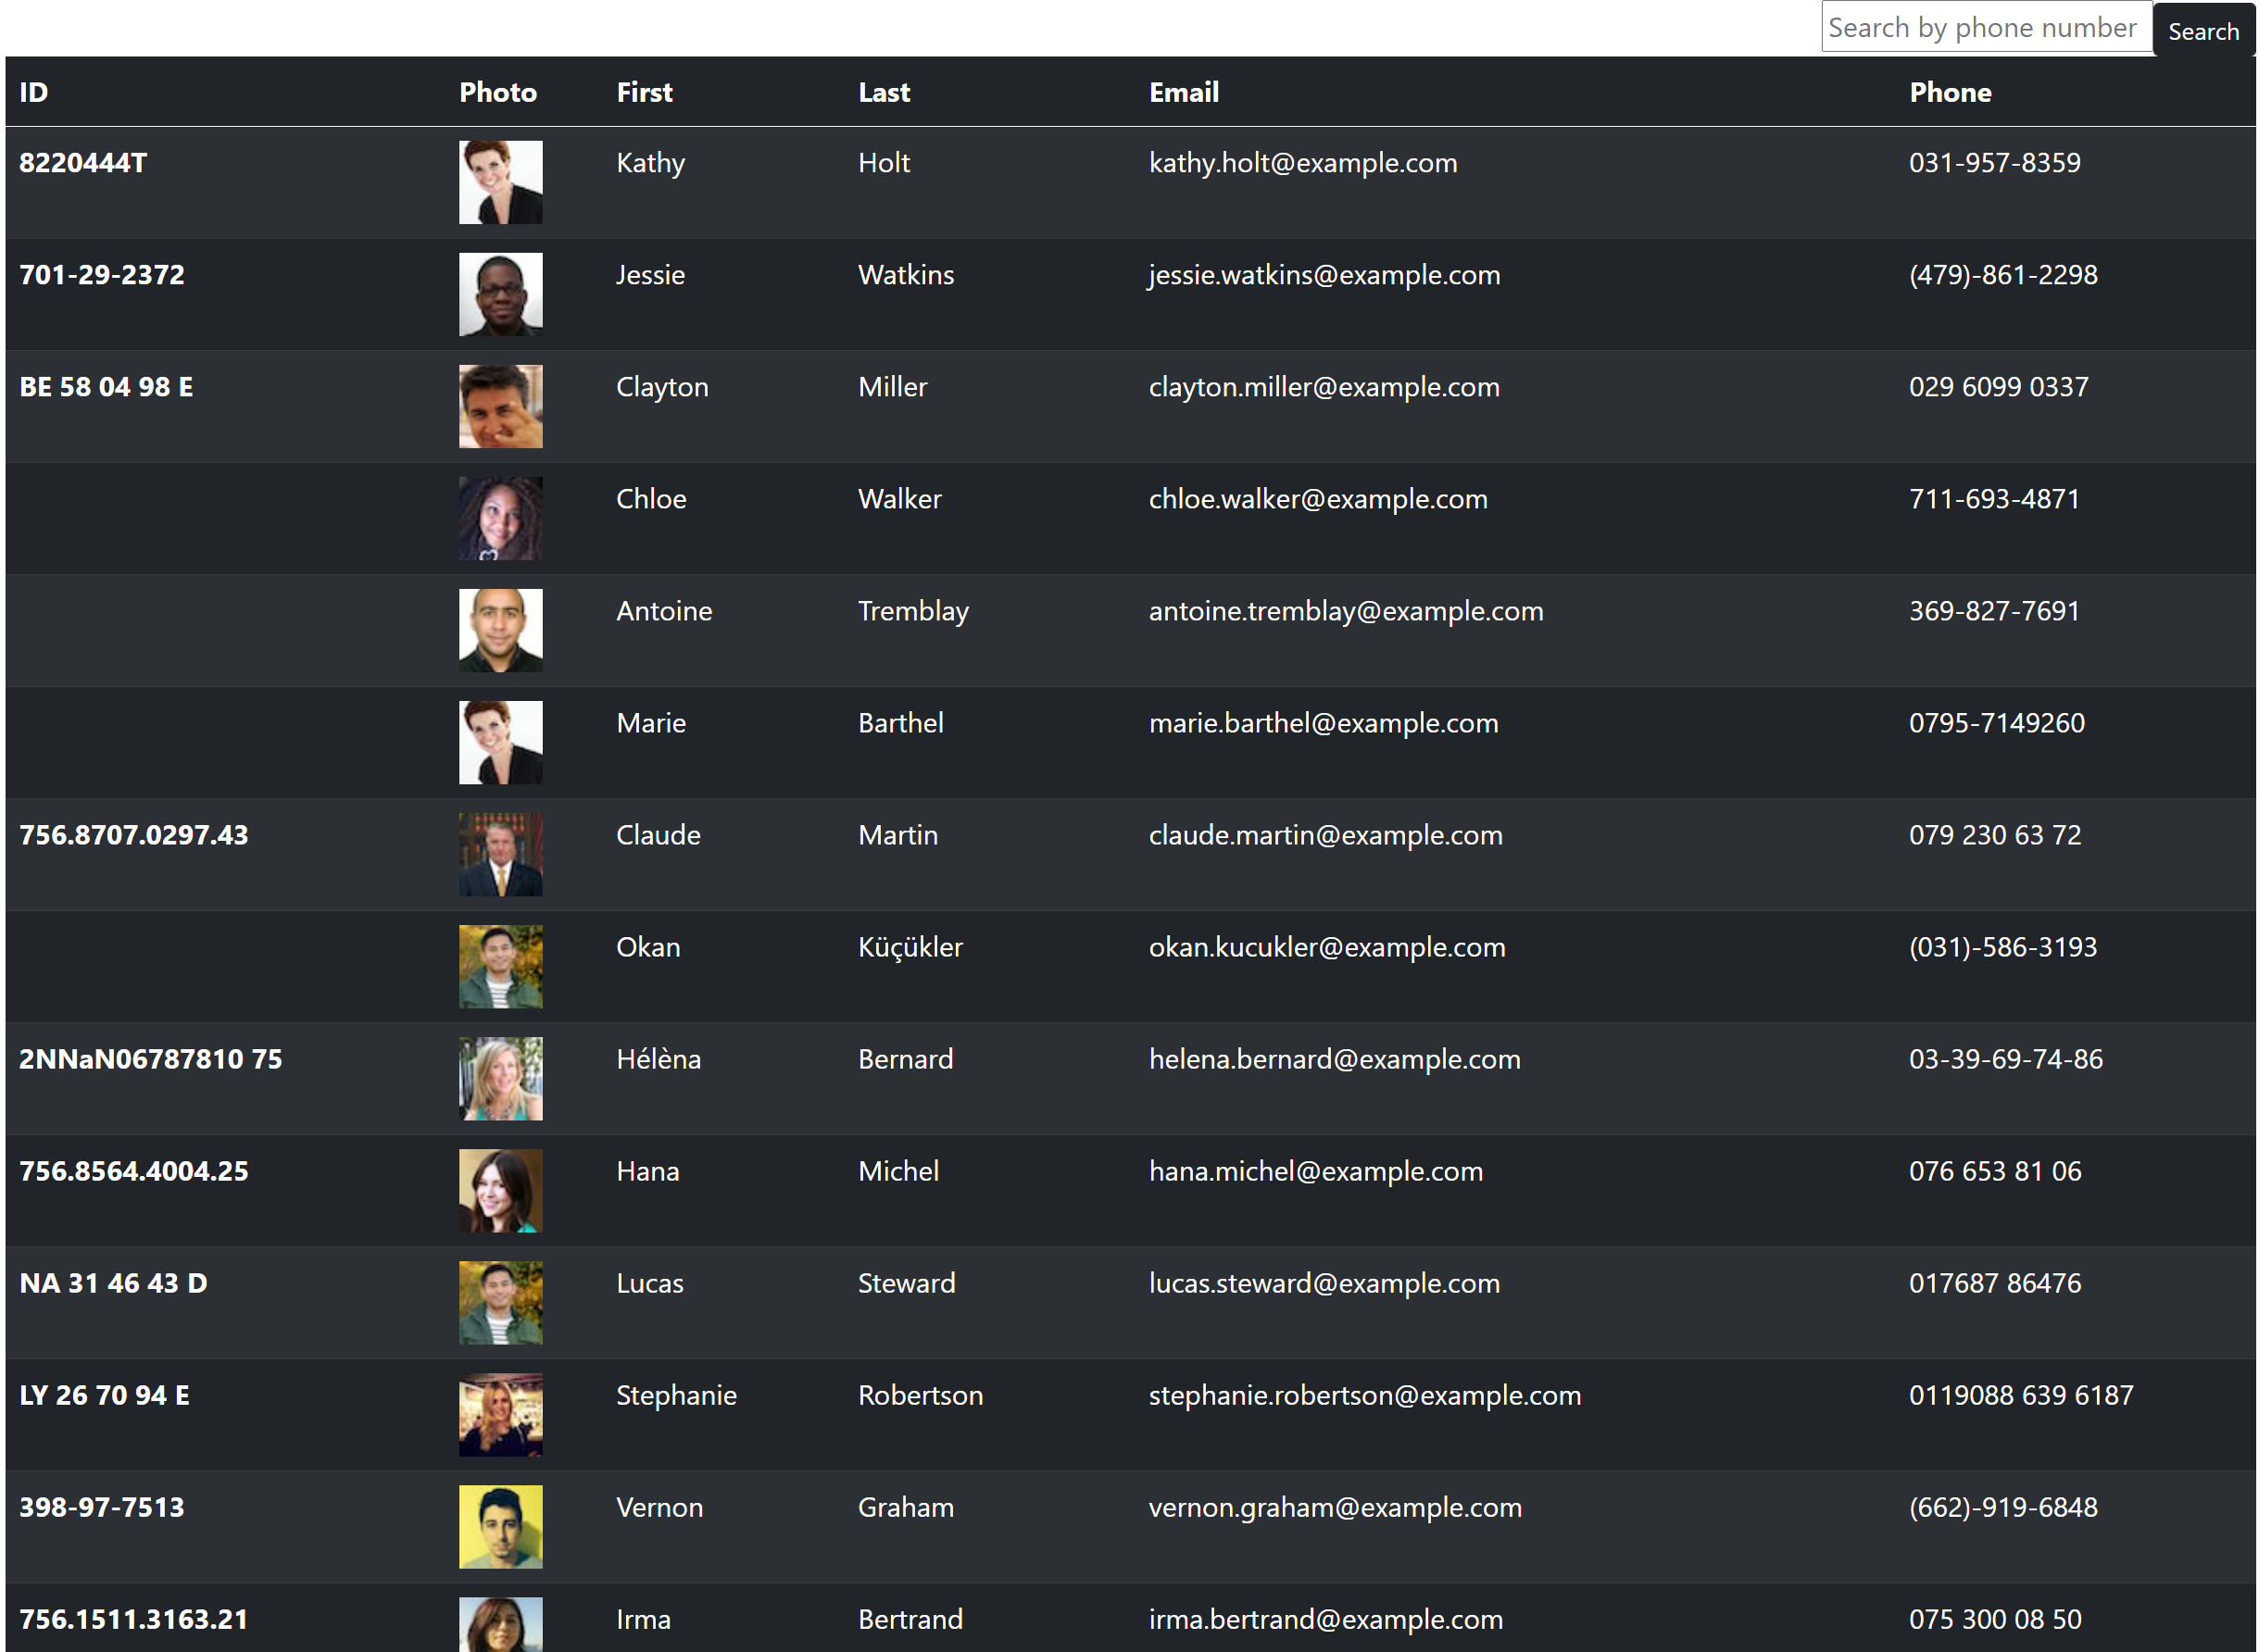 Search by phone number Search
ID Photo First Last Email Phone
8220444T Kathy Holt kathy.holt@example.com 031-957-8359
701-29-2372 Jessie Watkins jessie.watkins@example.com (479)-861-2298
BE 58 04 98 E Clayton Miller clayton.miller@example.com 029 6099 0337
Chloe Walker chloe.walker@example.com 711-693-4871
Antoine Tremblay antoine.tremblay@example.com 369-827-7691
Marie Barthel marie.barthel@example.com 0795-7149260
756.8707.0297.43 Claude Martin claude.martin@example.com 079 230 63 72
Okan Küçükler okan.kucukler@example.com (031)-586-3193
2NNaN06787810 75 Hélèna Bernard helena.bernard@example.com 03-39-69-74-86
756.8564.4004.25 Hana Michel hana.michel@example.com 076 653 81 06
NA 31 46 43 D Lucas Steward lucas.steward@example.com 017687 86476
LY 26 70 94 E Stephanie Robertson stephanie.robertson@example.com 0119088 639 6187
398-97-7513 Vernon Graham vernon.graham@example.com (662)-919-6848
756.1511.3163.21 Irma Bertrand irma.bertrand@example.com 075 300 08 50